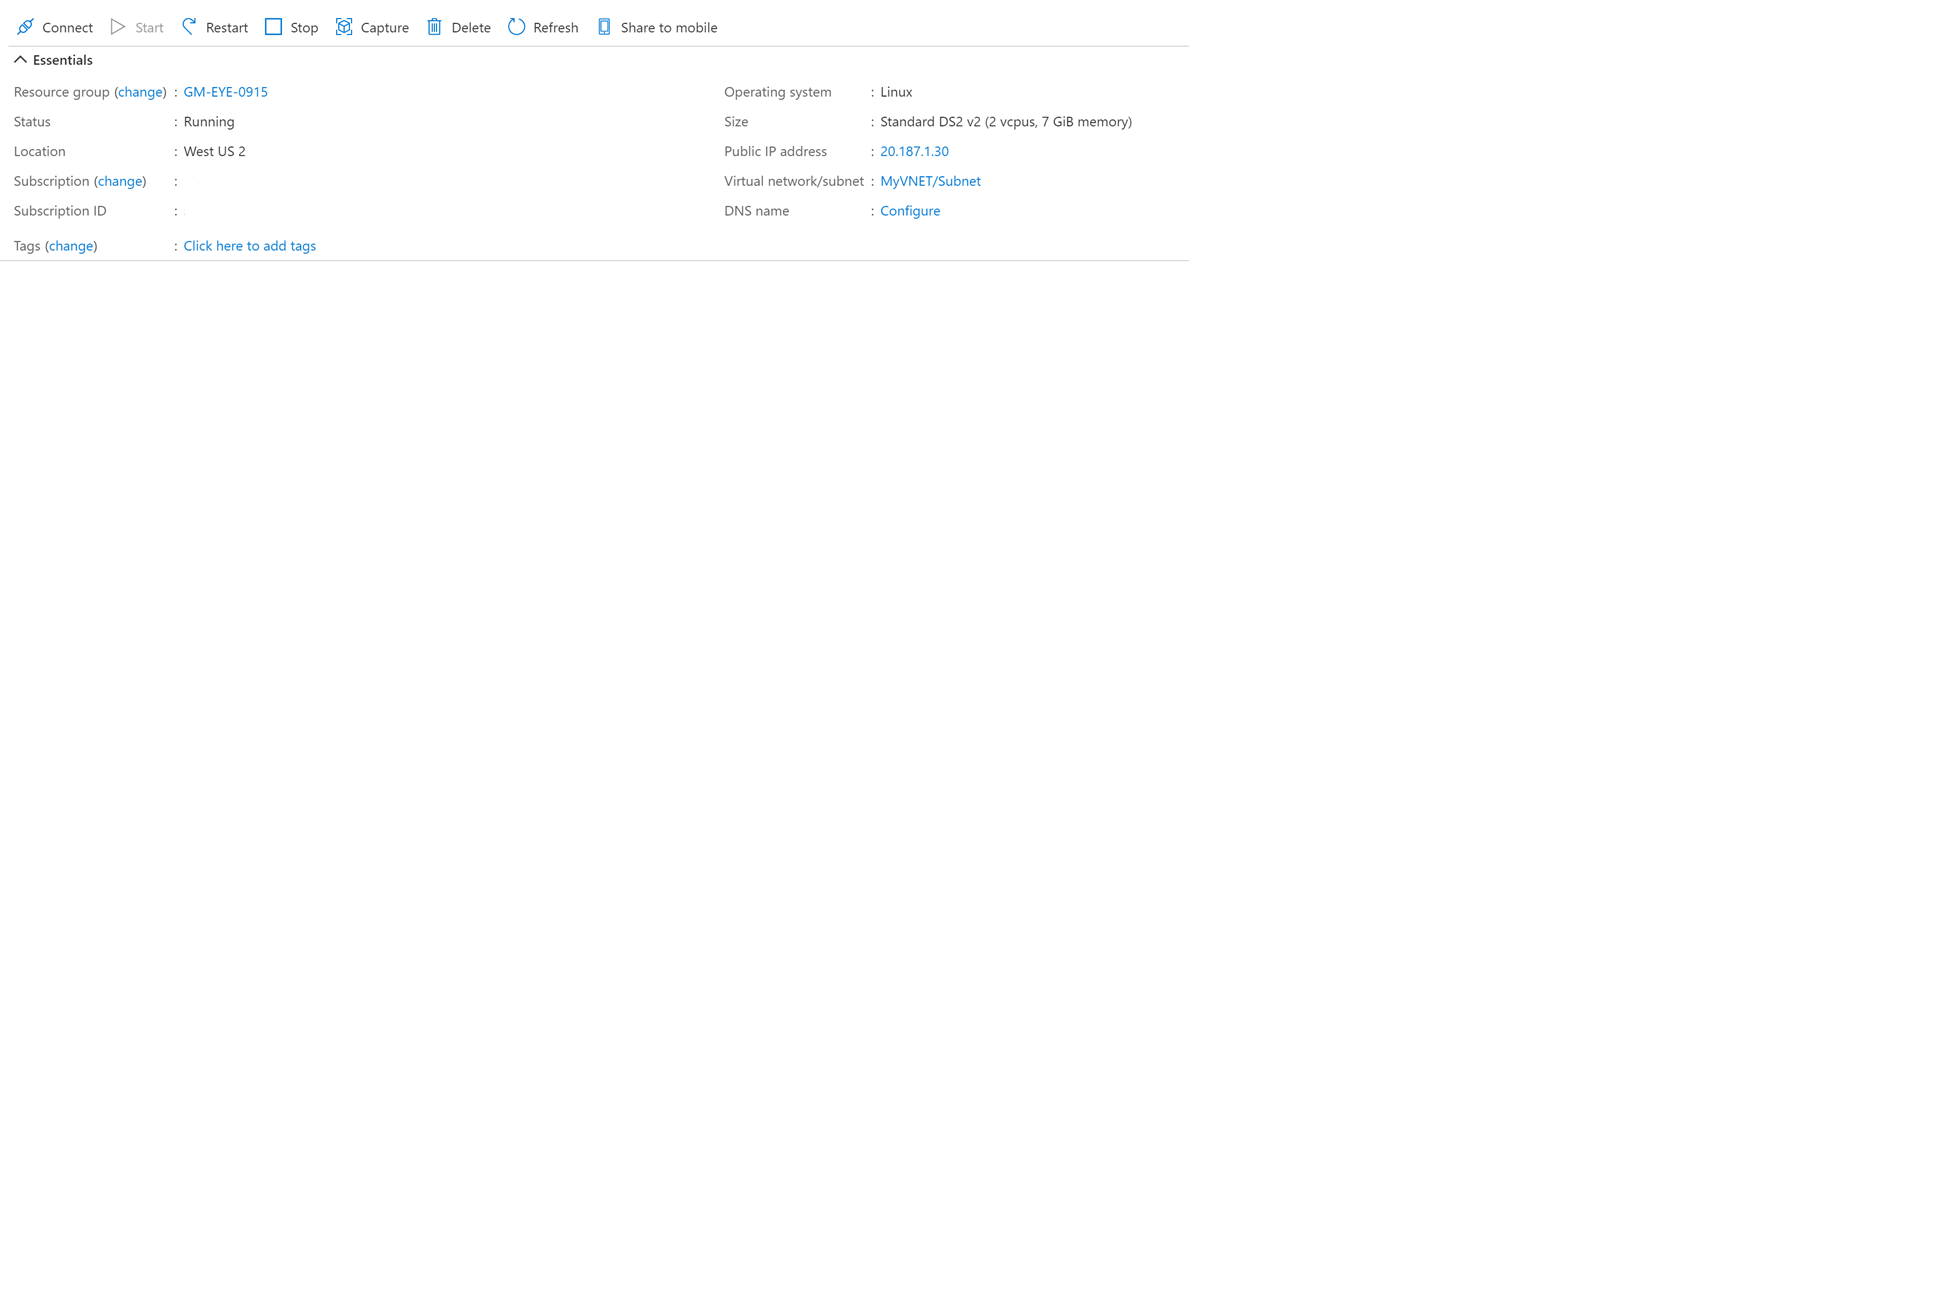 Connect Start Restart Stop Capture Delete Refresh Share to mobile
Essentials
Resource group (change) : GM-EYE-0915
Status : Running
Location : West US 2
Subscription (change) :
Subscription ID :
Tags (change) : Click here to add tags
Operating system : Linux
Size : Standard DS2 v2 (2 vcpus, 7 GiB memory)
Public IP address : 20.187.1.30
Virtual network/subnet : MyVNET/Subnet
DNS name : Configure